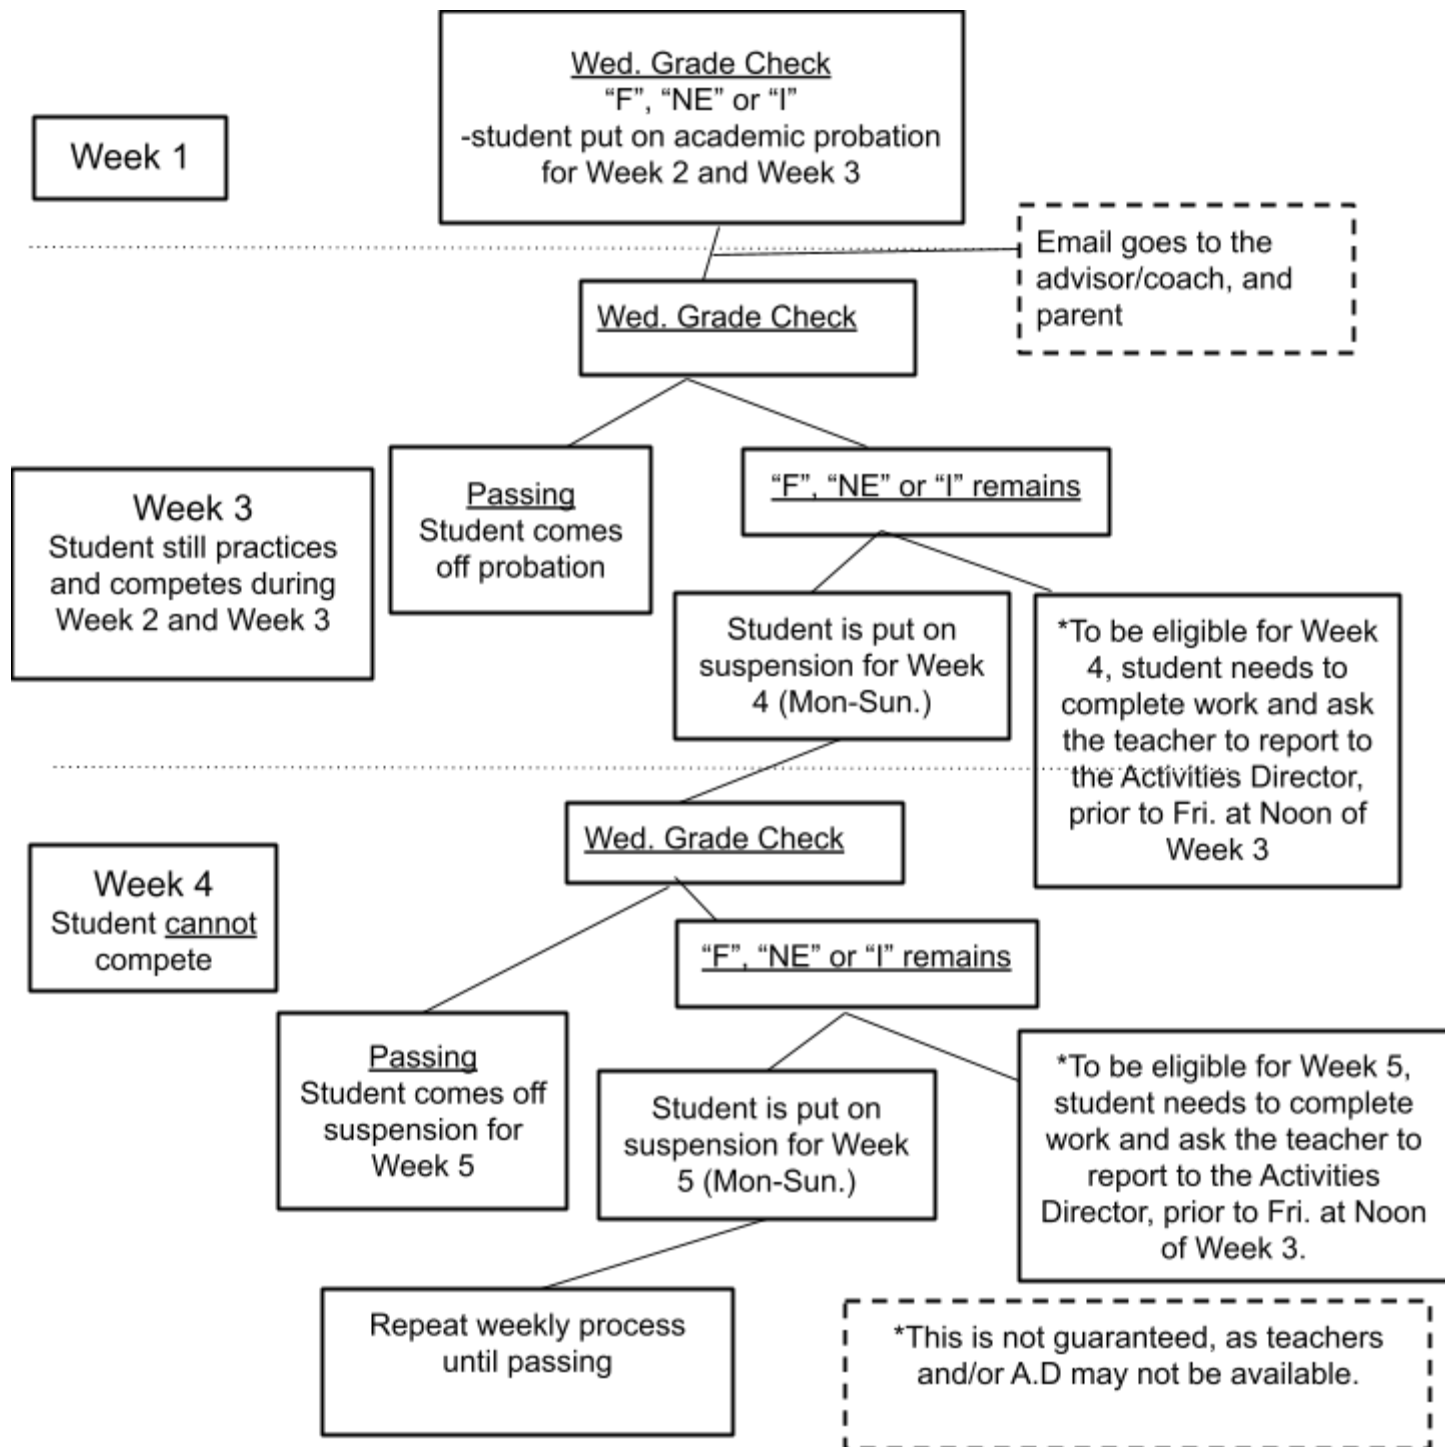 Wed. Grade Check
“F”, “NE” or “I”
-student put on academic probation
for Week 2 and Week 3
Week 1
Email goes to the
advisor/coach, and
parent
Wed. Grade Check
Week 3
Student still practices
and competes during
Week 2 and Week 3
Passing
Student comes
off probation
“F”, “NE” or “I” remains
Student is put on
suspension for Week
4 (Mon-Sun.)
*To be eligible for Week
4, student needs to
complete work and ask
the teacher to report to
the Activities Director,
prior to Fri. at Noon of
Week 3
Wed. Grade Check
Week 4
Student cannot
compete
“F”, “NE” or “I” remains
Passing
Student comes off
suspension for
Week 5
Student is put on
suspension for Week
5 (Mon-Sun.)
*To be eligible for Week 5,
student needs to complete
work and ask the teacher to
report to the Activities
Director, prior to Fri. at Noon
of Week 3.
Repeat weekly process
until passing
*This is not guaranteed, as teachers
and/or A.D may not be available.